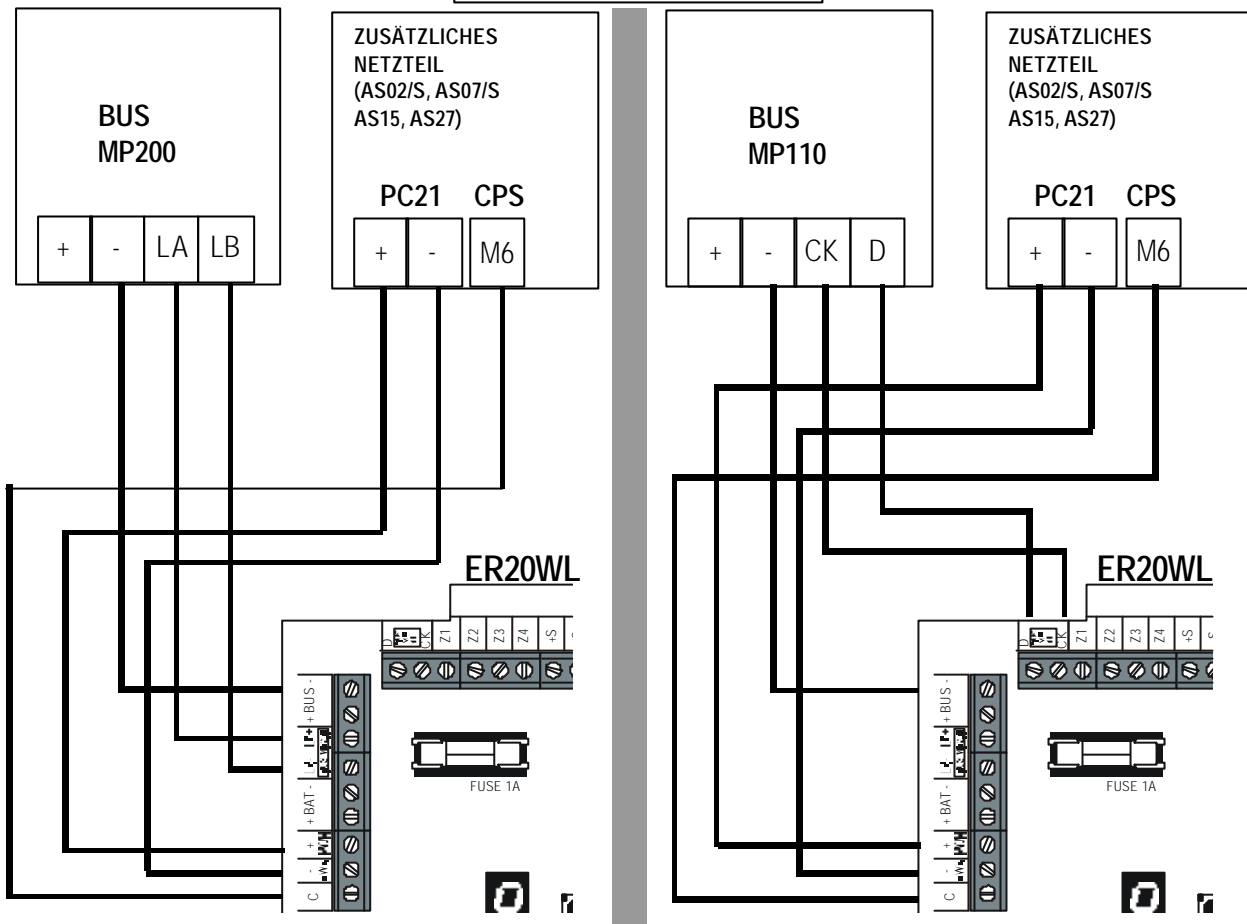 ZUSÄTZLICHES
NETZTEIL
(AS02/S, AS07/S
AS15, AS27)
BUS
MP200
PC21 CPS
+ - LA LB
+ - M6
ER20WL
D CK Z1 Z2 Z3 Z4 +S
+ BUS -
+ BAT -
+
-
C
FUSE 1A
ZUSÄTZLICHES
NETZTEIL
(AS02/S, AS07/S
AS15, AS27)
BUS
MP110
PC21 CPS
+ - CK D
+ - M6
ER20WL
D CK Z1 Z2 Z3 Z4 +S
+ BUS -
+ BAT -
+
-
C
FUSE 1A